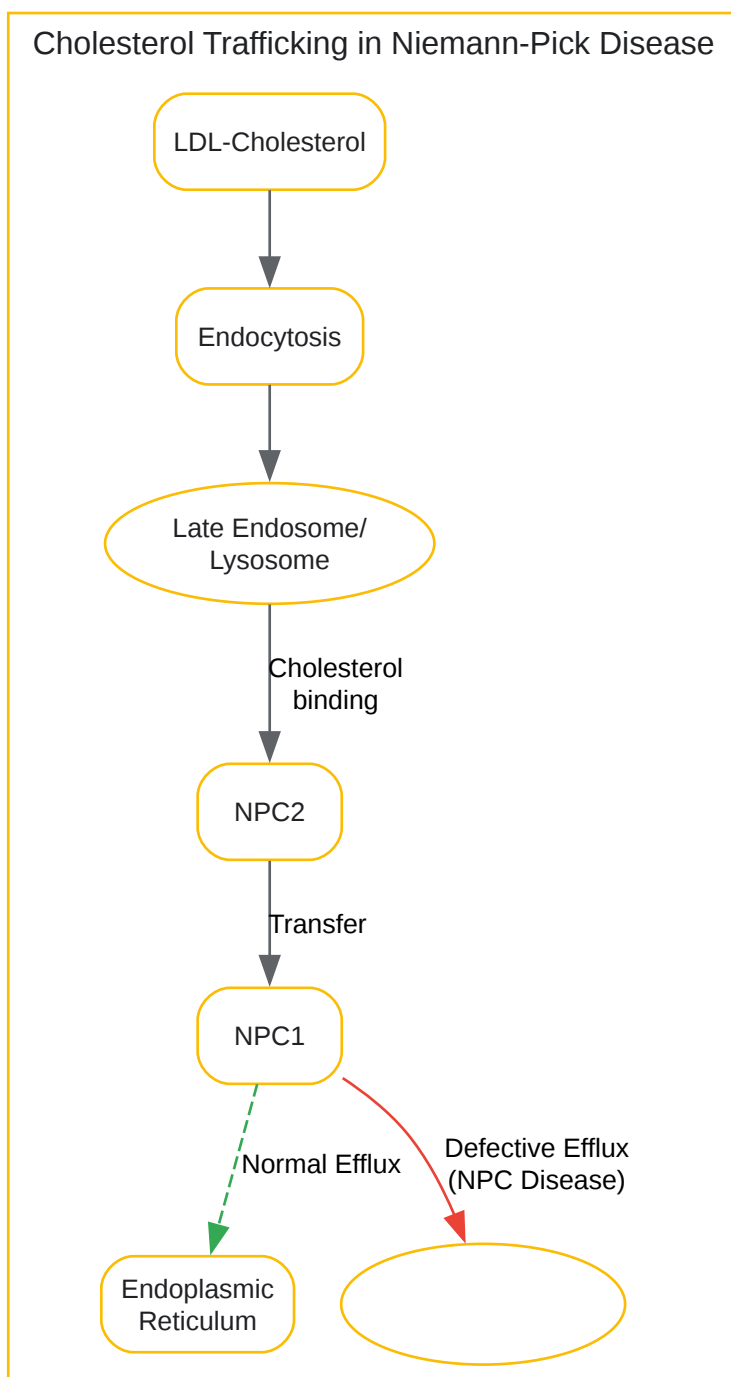 Cholesterol Trafficking in Niemann-Pick Disease
LDL-Cholesterol
Endocytosis
Late Endosome/
Lysosome
Cholesterol
binding
NPC2
Transfer
NPC1
Normal Efflux
Defective Efflux
(NPC Disease)
Endoplasmic
Reticulum